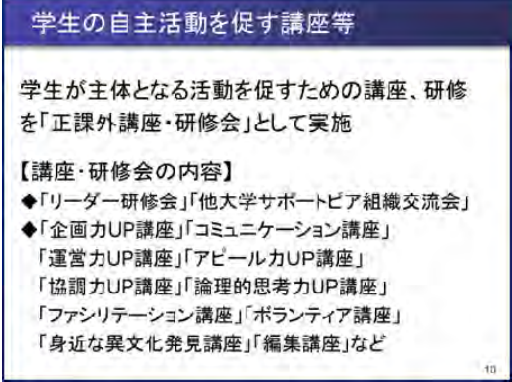 学生の自主活動を促す講座等
学生が主体となる活動を促すための講座、研修
を「正課外講座・研修会」として実施
【講座・研修会の内容】
◆「リーダー研修会」「他大学サポートピア組織交流会」
◆「企画力UP講座」「コミュニケーション講座」
「運営力UP講座」「アピール力UP講座」
「協調力UP講座」「論理的思考力UP講座」
「ファシリテーション講座」「ボランティア講座」
「身近な異文化発見講座」「編集講座」など
10